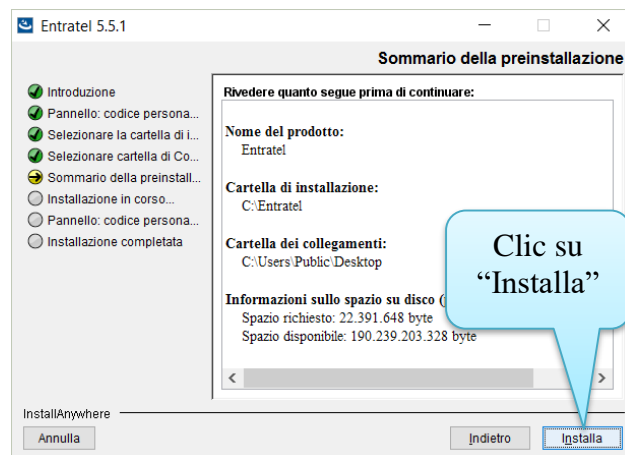 Entratel 5.5.1
Sommario della preinstallazione
Introduzione
Pannello: codice persona...
Selezionare la cartella di i...
Selezionare cartella di Co...
Sommario della preinstall...
Installazione in corso...
Pannello: codice persona...
Installazione completata
Rivedere quanto segue prima di continuare:
Nome del prodotto:
Entratel
Cartella di installazione:
C:\Entratel
Cartella dei collegamenti:
C:\Users\Public\Desktop
Informazioni sullo spazio su disco (
Spazio richiesto: 22.391.648 byte
Spazio disponibile: 190.239.203.328 byte
Clic su
“Installa”
InstallAnywhere
Annulla
Indietro
Installa